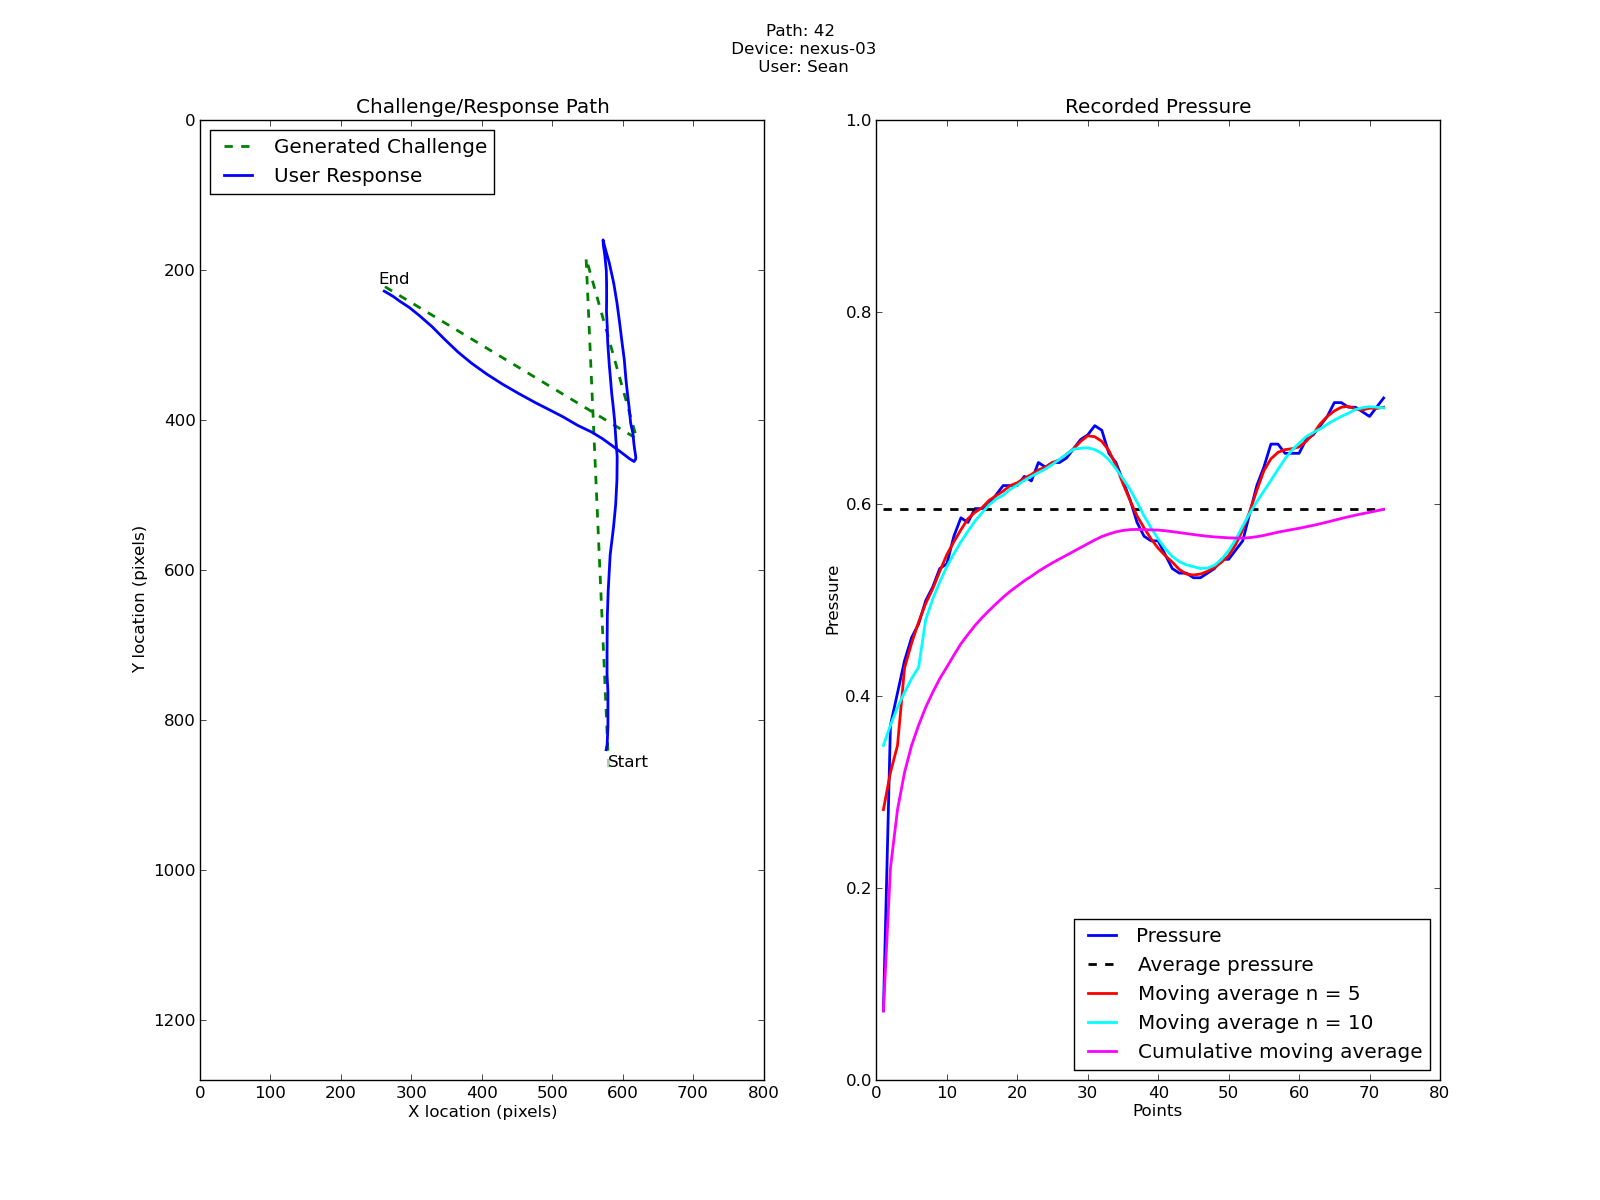 Path: 42
Device: nexus-03
User: Sean
Challenge/Response Path
Generated Challenge
User Response
End
Start
0
200
400
600
800
1000
1200
Y location (pixels)
0 100 200 300 400 500 600 700 800
X location (pixels)
Recorded Pressure
1.0
0.8
0.6
0.4
0.2
0.0
Pressure
Pressure
Average pressure
Moving average n = 5
Moving average n = 10
Cumulative moving average
0 10 20 30 40 50 60 70 80
Points